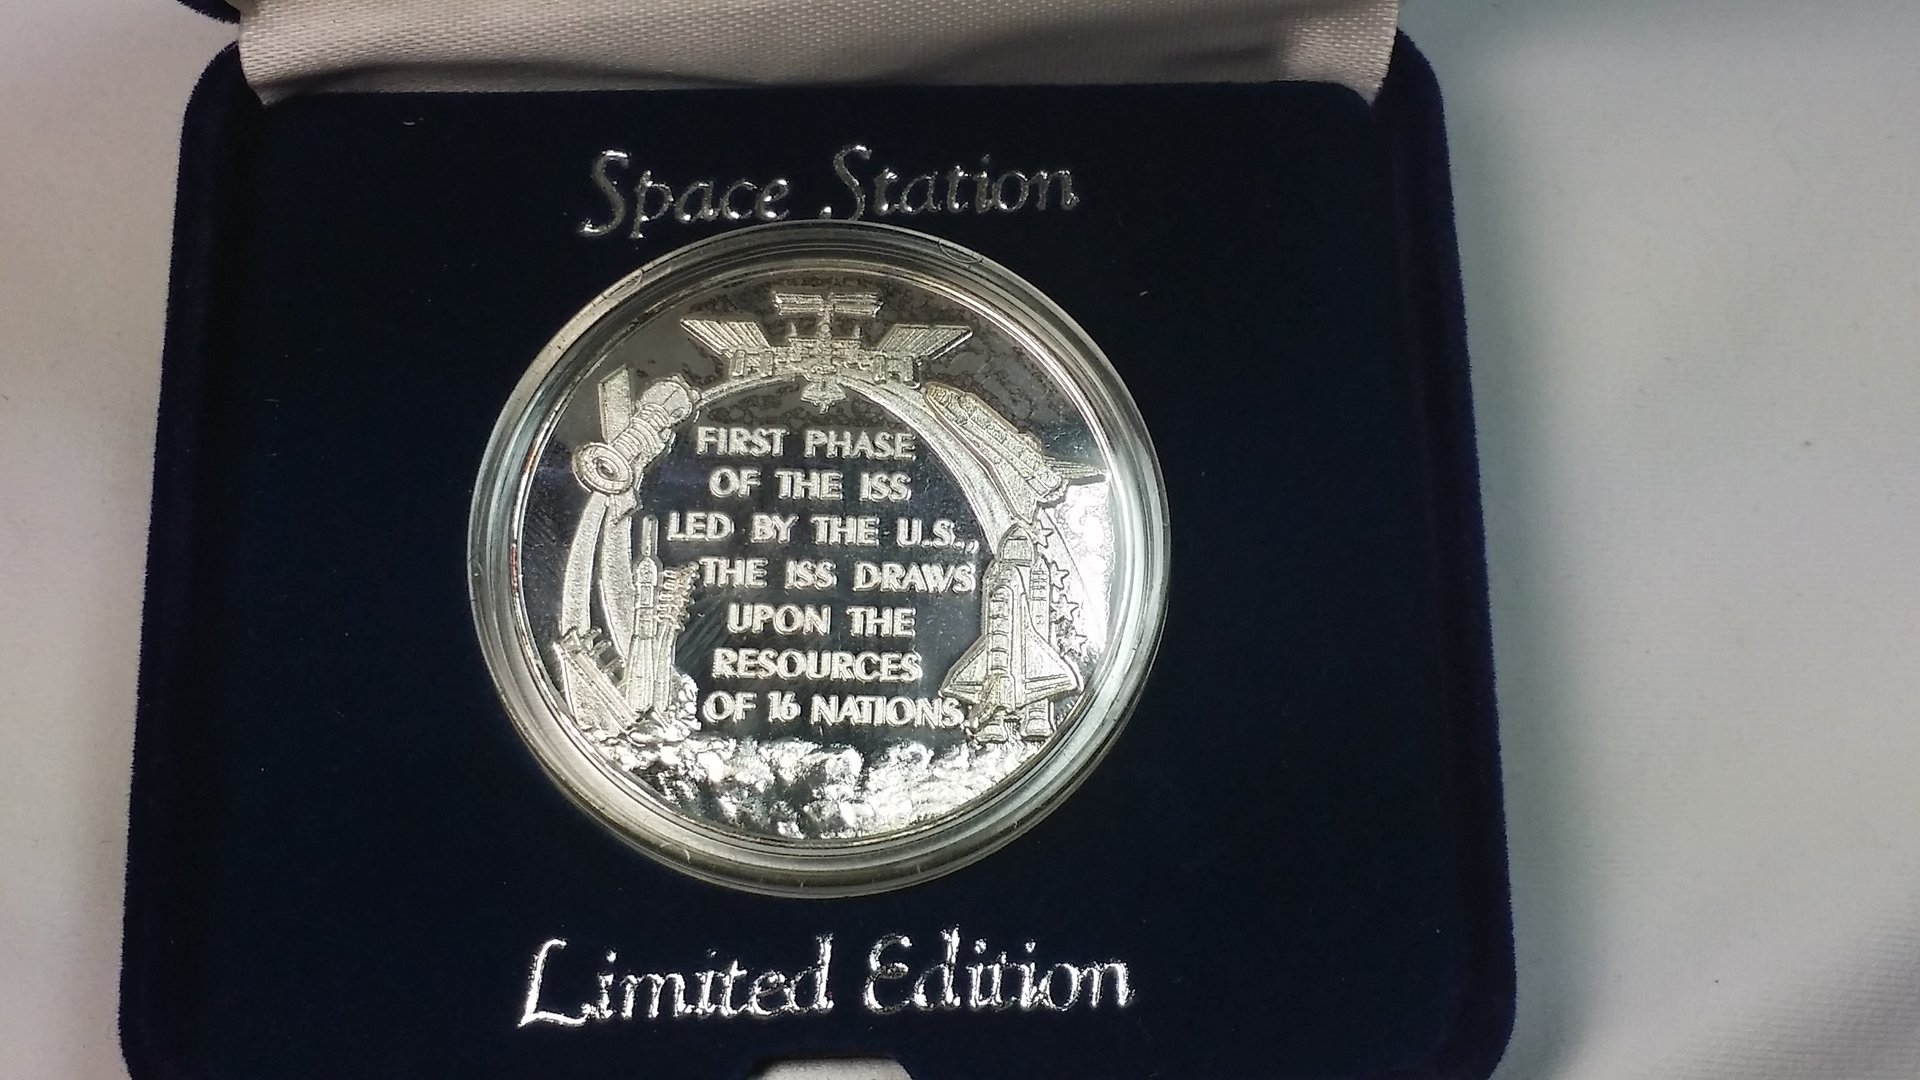 Space Station
FIRST PHASE
OF THE ISS
LED BY THE U.S.,
THE ISS DRAWS
UPON THE
RESOURCES
OF 16 NATIONS.
Limited Edition